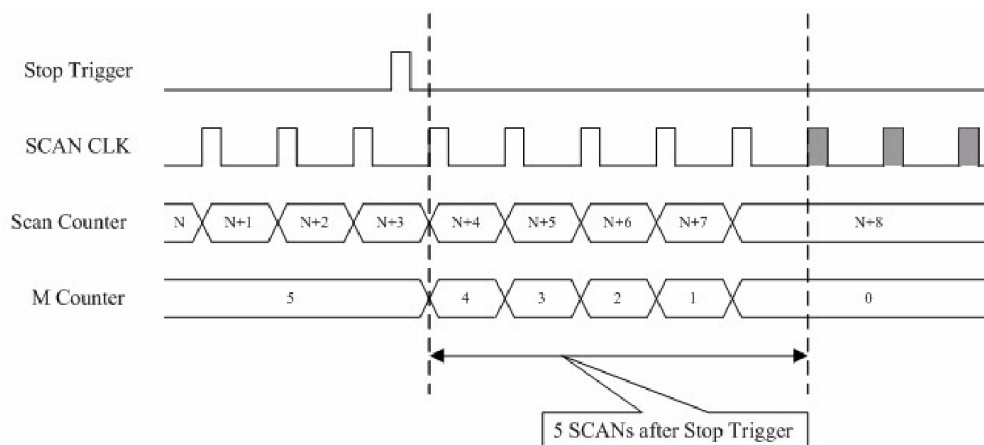 Stop Trigger
SCAN CLK
Scan Counter
N N+1 N+2 N+3 N+4 N+5 N+6 N+7 N+8
M Counter
5 4 3 2 1 0
5 SCANs after Stop Trigger